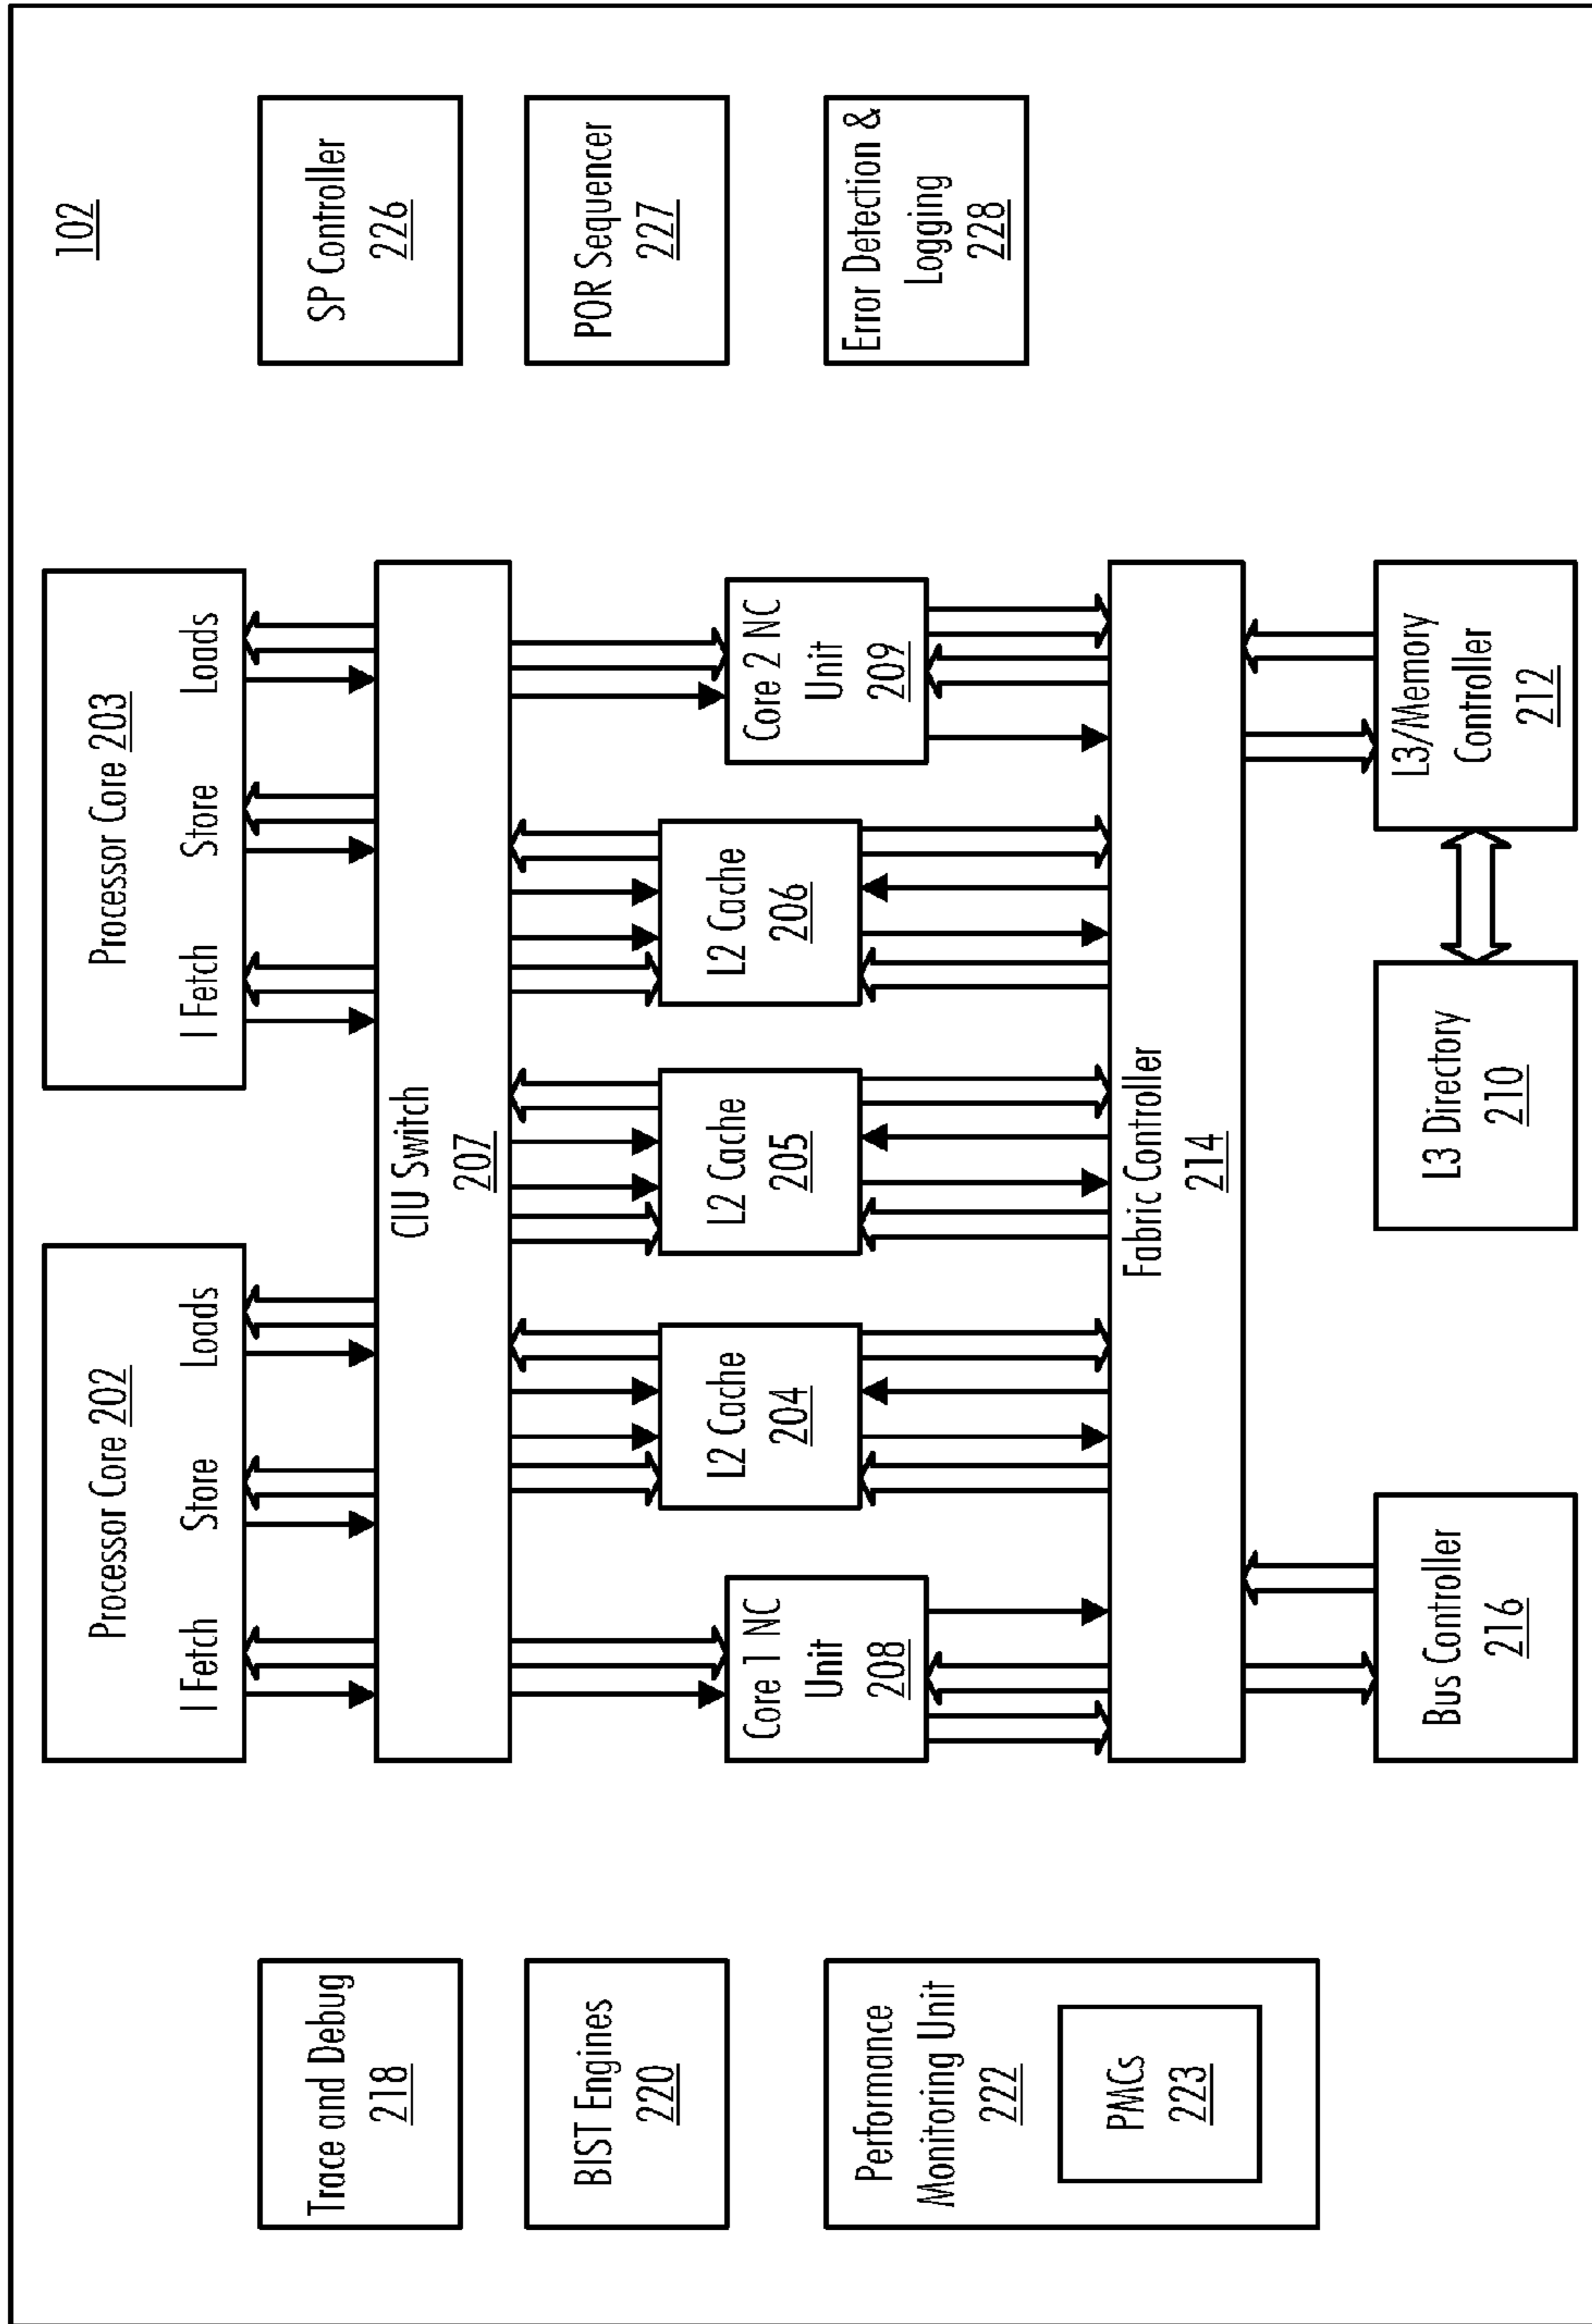 102
Trace and Debug
218
BIST Engines
220
Performance
Monitoring Unit
222
PMCs
223
Processor Core 202
I Fetch Store Loads
Processor Core 203
I Fetch Store Loads
CIU Switch
207
Core 1 NC
Unit
208
L2 Cache
204
L2 Cache
205
L2 Cache
206
Core 2 NC
Unit
209
Fabric Controller
214
Bus Controller
216
L3 Directory
210
L3/Memory
Controller
212
SP Controller
226
POR Sequencer
227
Error Detection &
Logging
228